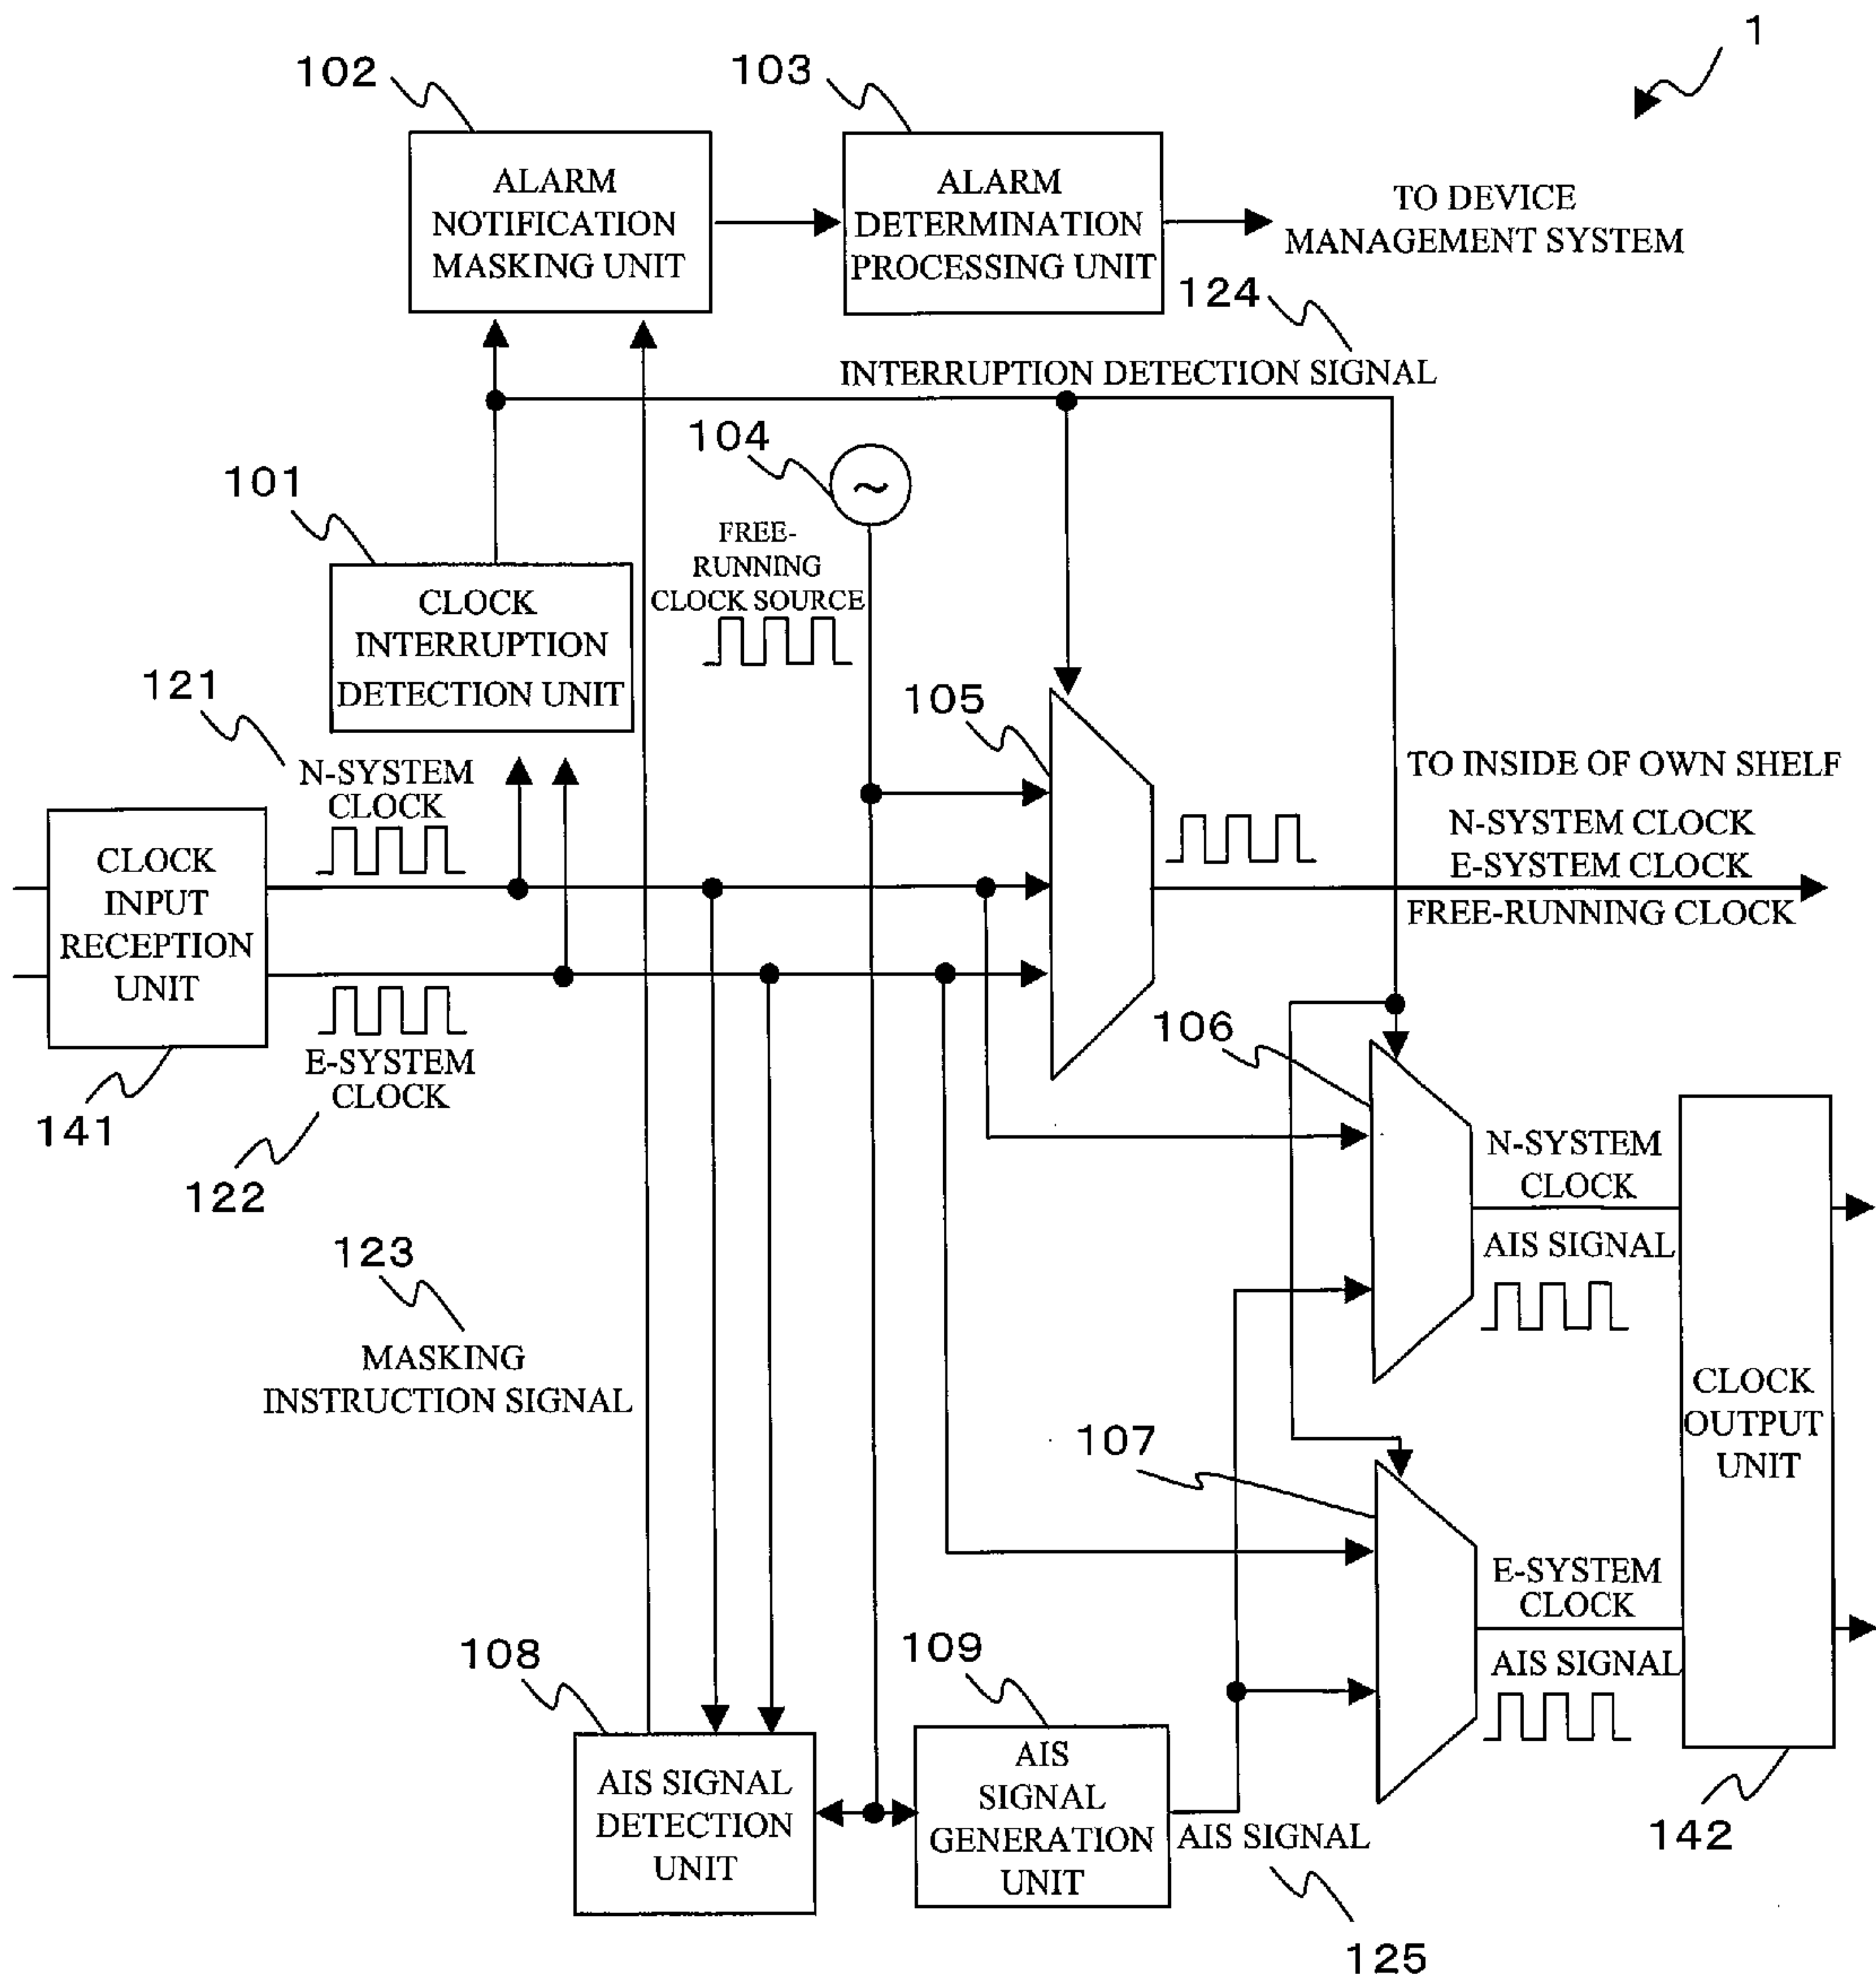 1
102
103
ALARM
NOTIFICATION
MASKING UNIT
ALARM
DETERMINATION
PROCESSING UNIT
TO DEVICE
MANAGEMENT SYSTEM
124
INTERRUPTION DETECTION SIGNAL
104
~
101
FREE-
RUNNING
CLOCK SOURCE
CLOCK
INTERRUPTION
DETECTION UNIT
121
N-SYSTEM
CLOCK
105
TO INSIDE OF OWN SHELF
N-SYSTEM CLOCK
E-SYSTEM CLOCK
FREE-RUNNING CLOCK
CLOCK
INPUT
RECEPTION
UNIT
E-SYSTEM
CLOCK
141
122
106
N-SYSTEM
CLOCK
AIS SIGNAL
123
MASKING
INSTRUCTION SIGNAL
CLOCK
OUTPUT
UNIT
107
E-SYSTEM
CLOCK
AIS SIGNAL
108
109
AIS SIGNAL
DETECTION
UNIT
AIS
SIGNAL
GENERATION
UNIT
AIS SIGNAL
142
125